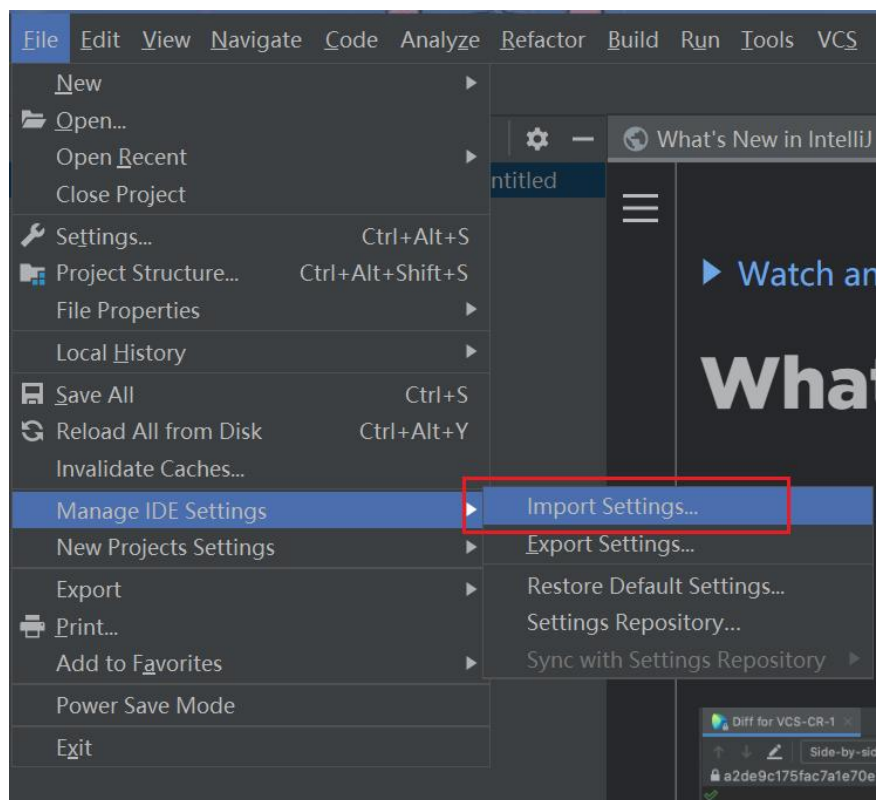 File Edit View Navigate Code Analyze Refactor Build Run Tools VCS
New
Open...
Open Recent
Close Project
Settings... Ctrl+Alt+S
Project Structure... Ctrl+Alt+Shift+S
File Properties
Local History
Save All Ctrl+S
Reload All from Disk Ctrl+Alt+Y
Invalidate Caches...
Manage IDE Settings
New Projects Settings
Export
Print...
Add to Favorites
Power Save Mode
Exit
Import Settings...
Export Settings...
Restore Default Settings...
Settings Repository...
Sync with Settings Repository
What's New in IntelliJ
ntitled
Watch an
What
Diff for VCS-CR-1
Side-by-sid
a2de9c175fac7a1e70e